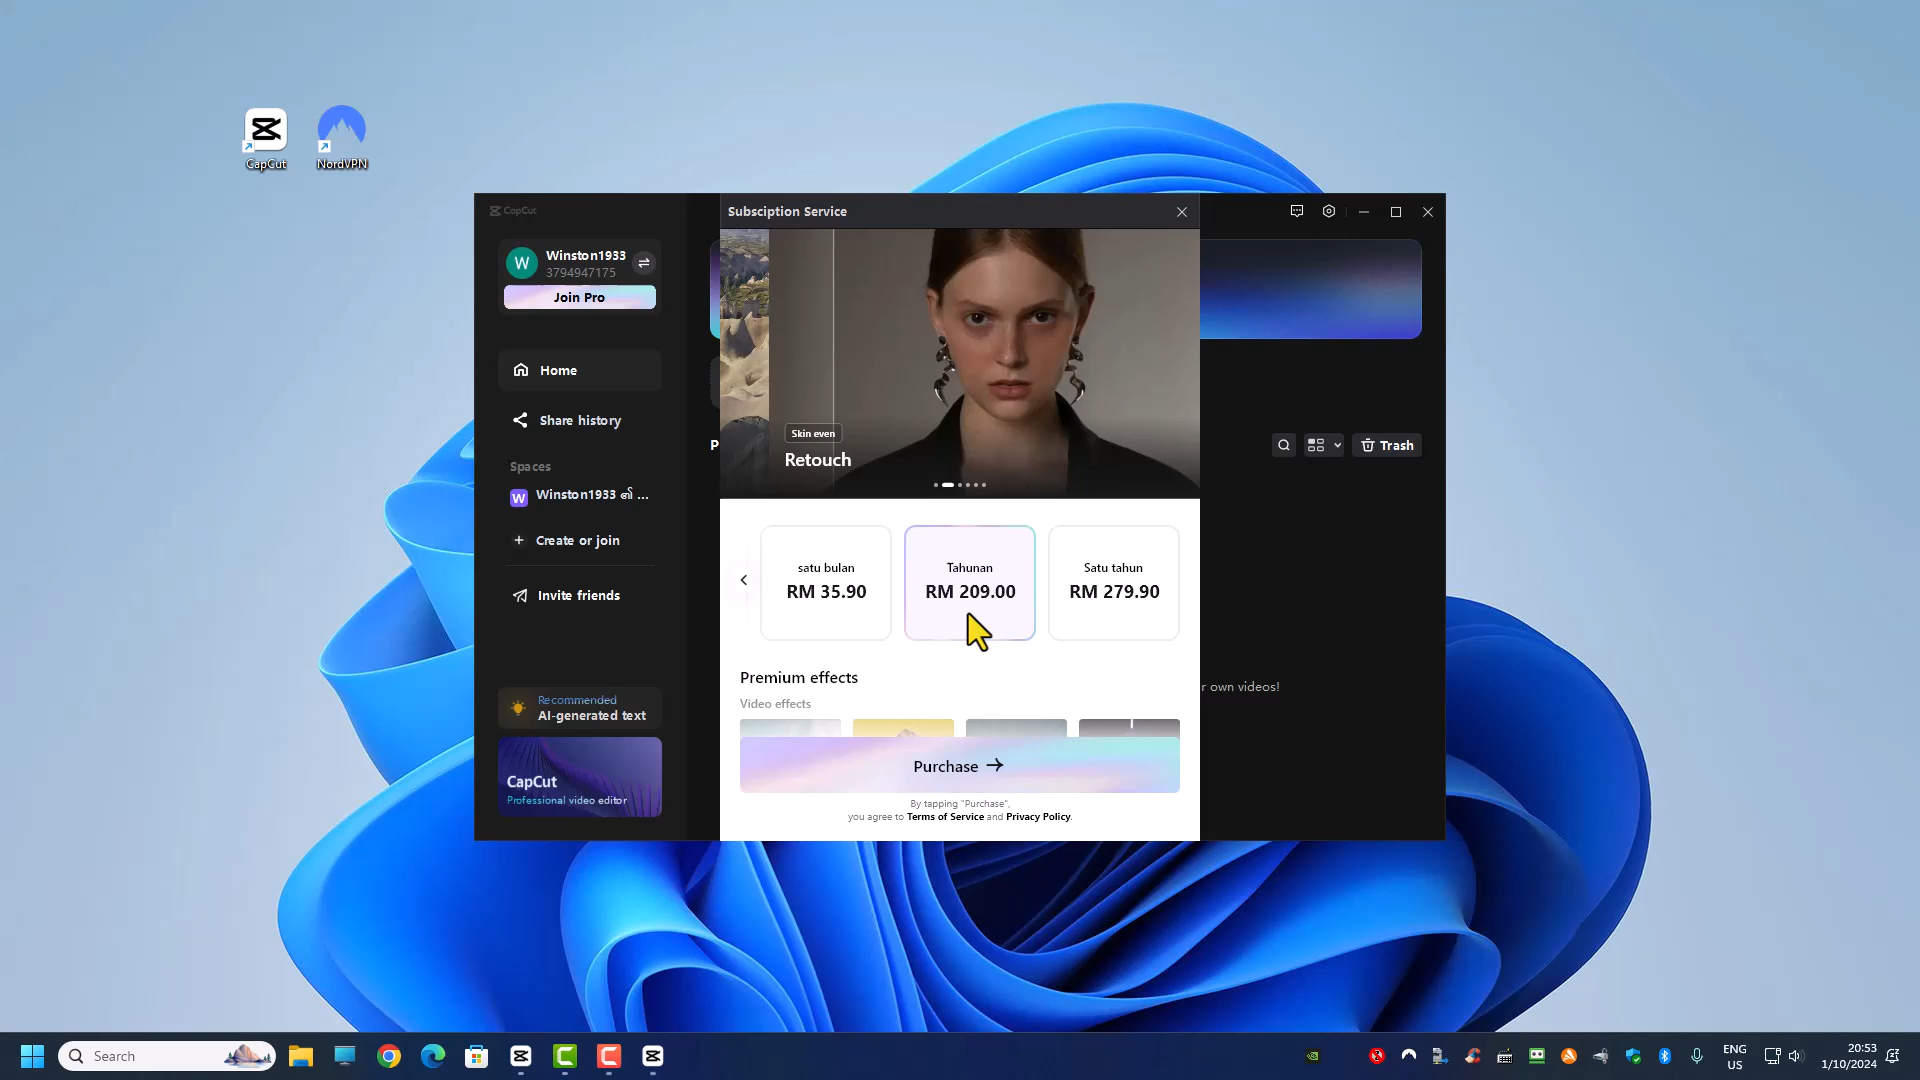 CapCut
NordVPN
CapCut
Subsciption Service
W
Winston1933
3794947175
Join Pro
Home
Share history
Spaces
W
Winston1933
Create or join
Invite friends
Recommended
AI-generated text
CapCut
Professional video editor
P
Trash
r own videos!
Skin even
Retouch
satu bulan
RM 35.90
Tahunan
RM 209.00
Satu tahun
RM 279.90
Premium effects
Video effects
Purchase
By tapping "Purchase",
you agree to Terms of Service and Privacy Policy.
Search
ENG
US
20:53
1/10/2024